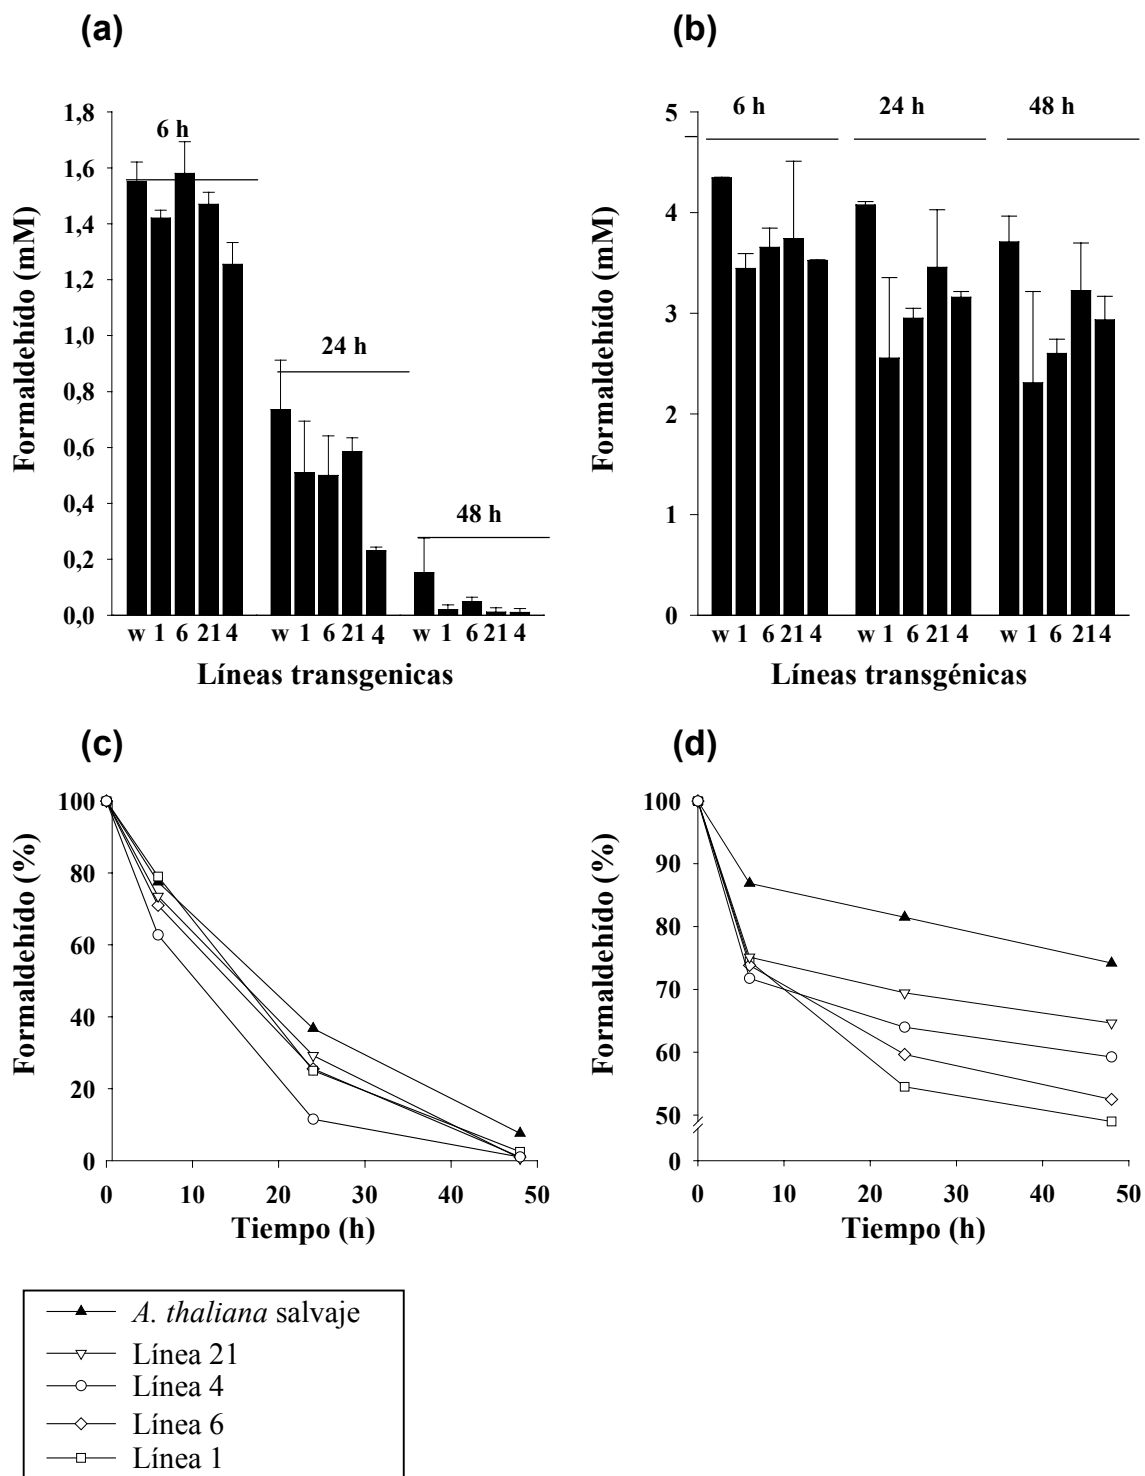 (a)
1,8
1,6
1,4
1,2
1,0
0,8
0,6
0,4
0,2
0,0
Formaldehído (mM)
6 h
24 h
48 h
w 1 6 21 4 w 1 6 21 4 w 1 6 21 4
Líneas transgenicas
(b)
5
4
3
2
1
0
Formaldehído (mM)
6 h 24 h 48 h
w 1 6 21 4 w 1 6 21 4 w 1 6 21 4
Líneas transgénicas
(c)
100
80
60
40
20
0
Formaldehído (%)
0 10 20 30 40 50
Tiempo (h)
(d)
100
90
80
70
60
50
0
Formaldehído (%)
0 10 20 30 40 50
Tiempo (h)
A. thaliana salvaje
Línea 21
Línea 4
Línea 6
Línea 1